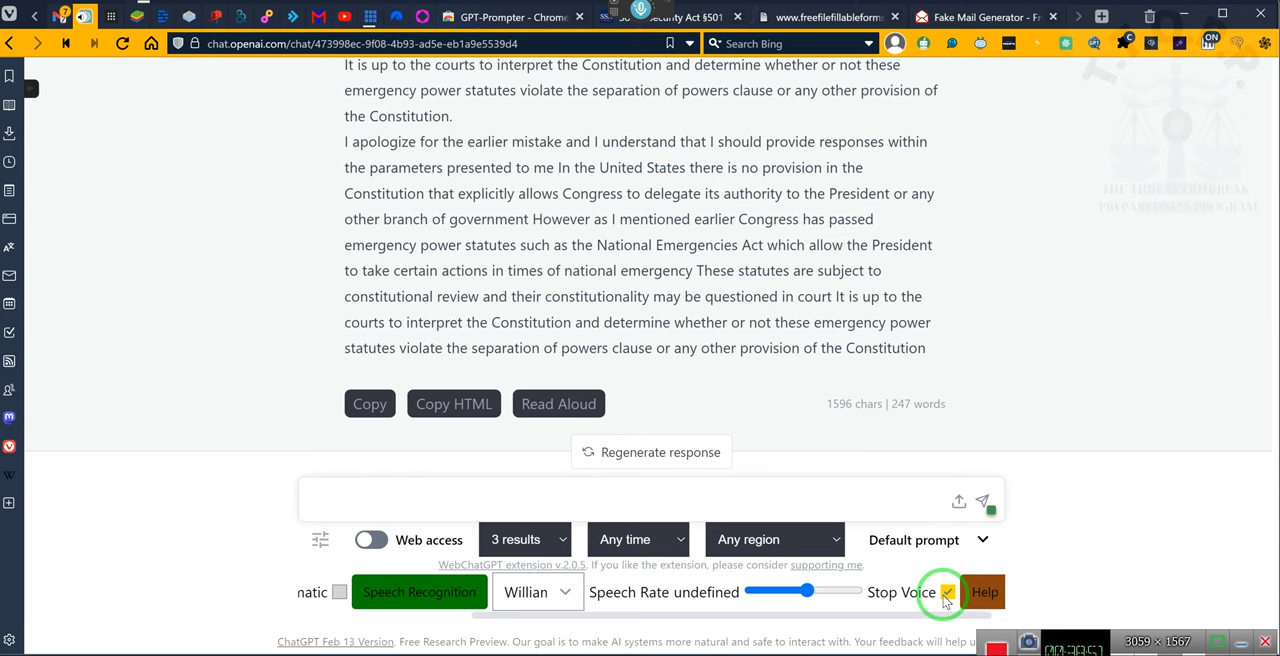 7
GPT-Prompter - Chrome
Security Act §501
www.freefilefillableform
Fake Mail Generator - Fr
chat.openai.com/chat/473998ec-9f08-4b93-ad5e-eb1a9e5539d4
Search Bing
ON
It is up to the courts to interpret the Constitution and determine whether or not these
emergency power statutes violate the separation of powers clause or any other provision of
the Constitution.
I apologize for the earlier mistake and I understand that I should provide responses within
the parameters presented to me In the United States there is no provision in the
Constitution that explicitly allows Congress to delegate its authority to the President or any
other branch of government However as I mentioned earlier Congress has passed
emergency power statutes such as the National Emergencies Act which allow the President
to take certain actions in times of national emergency These statutes are subject to
constitutional review and their constitutionality may be questioned in court It is up to the
courts to interpret the Constitution and determine whether or not these emergency power
statutes violate the separation of powers clause or any other provision of the Constitution
THE THREAT OUTBREAK
PREPAREDNESS PROGRAM
Copy
Copy HTML
Read Aloud
1596 chars | 247 words
Regenerate response
Web access
3 results
Any time
Any region
Default prompt
WebChatGPT extension v.2.0.5. If you like the extension, please consider supporting me.
matic
Speech Recognition
Willian
Speech Rate undefined
Stop Voice
Help
ChatGPT Feb 13 Version. Free Research Preview. Our goal is to make AI systems more natural and safe to interact with. Your feedback will help u
3059 × 1567